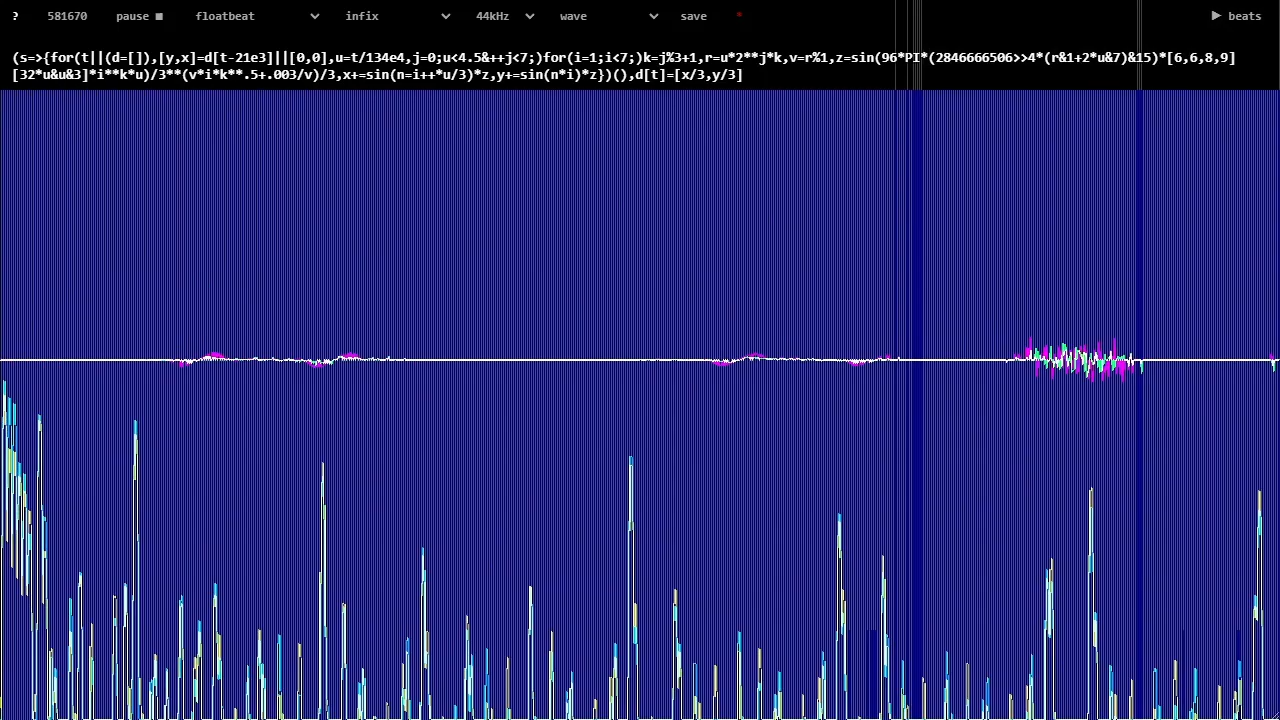 ? 581670 pause ■ floatbeat infix 44kHz wave save * ▶ beats
(s=>{for(t||(d=[]),[y,x]=d[t-21e3]||[0,0],u=t/134e4,j=0;u<4.5&++j<7;)for(i=1;i<7;)k=j%3+1,r=u*2**j*k,v=r%1,z=sin(96*PI*(2846666506>>4*(r&1+2*u&7)&15)*[6,6,8,9]
[32*u&u&3]*i**k*u)/3**(v*i*k**.5+.003/v)/3,x+=sin(n=i++*u/3)*z,y+=sin(n*i)*z})(),d[t]=[x/3,y/3]